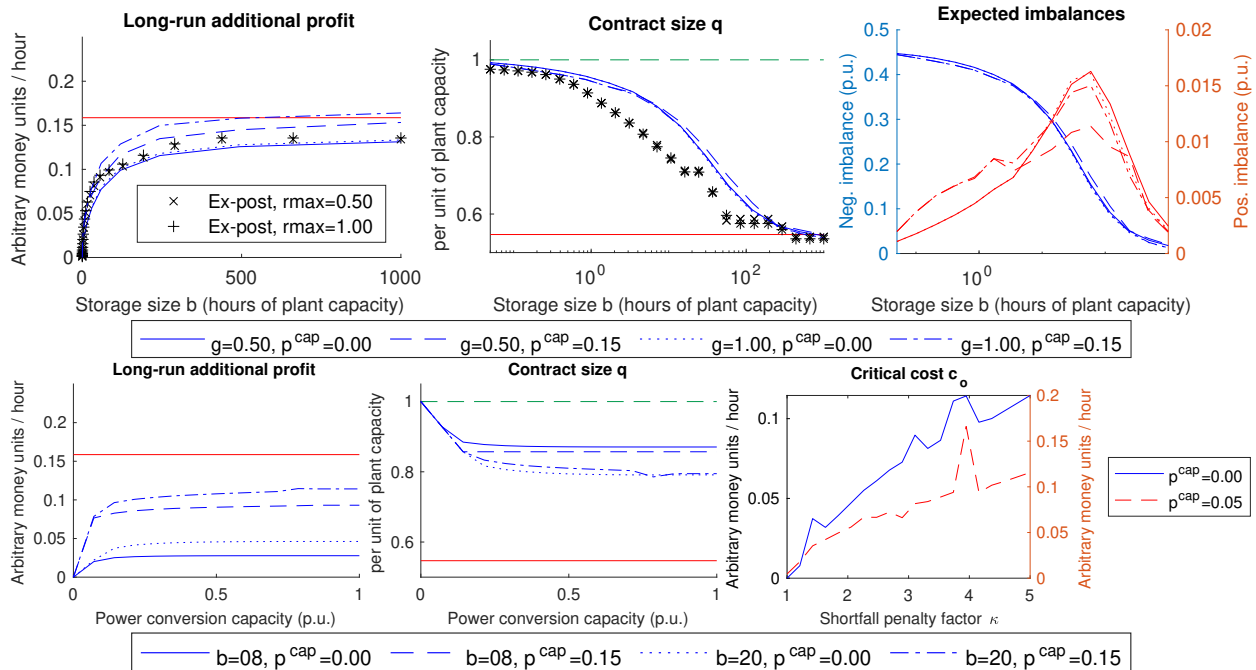 Long-run additional profit
Arbitrary money units / hour
0.2
0.15
0.1
0.05
0
Ex-post, rmax=0.50
Ex-post, rmax=1.00
0 500 1000
Storage size b (hours of plant capacity)
Contract size q
per unit of plant capacity
1
0.8
0.6
10^0 10^2
Storage size b (hours of plant capacity)
Expected imbalances
Neg. imbalance (p.u.)
0.5
0.4
0.3
0.2
0.1
0
Pos. imbalance (p.u.)
0.02
0.015
0.01
0.005
0
10^0
Storage size b (hours of plant capacity)
g=0.50, p^cap=0.00 g=0.50, p^cap=0.15 g=1.00, p^cap=0.00 g=1.00, p^cap=0.15
Long-run additional profit
Arbitrary money units / hour
0.2
0.15
0.1
0.05
0
0 0.5 1
Power conversion capacity (p.u.)
Contract size q
per unit of plant capacity
1
0.8
0.6
0 0.5 1
Power conversion capacity (p.u.)
Critical cost c_o
Arbitrary money units / hour
0.1
0.05
0
Arbitrary money units / hour
0.2
0.15
0.1
0.05
0
1 2 3 4 5
Shortfall penalty factor κ
p^cap=0.00
p^cap=0.05
b=08, p^cap=0.00 b=08, p^cap=0.15 b=20, p^cap=0.00 b=20, p^cap=0.15